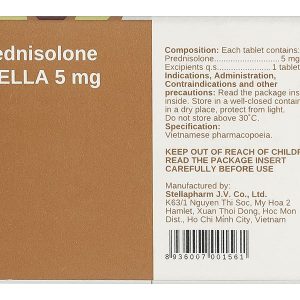 ednisolone
ELLA 5 mg
Composition: Each tablet contains:
Prednisolone.......................5 mg
Excipients q.s....................1 tablet
Indications, Administration,
Contraindications and other
precautions: Read the package ins
inside. Store in a well-closed contain
in a dry place, protect from light.
Do not store above 30°C.
Specification:
Vietnamese pharmacopoeia.
KEEP OUT OF REACH OF CHILD
READ THE PACKAGE INSERT
CAREFULLY BEFORE USE
Manufactured by:
Stellapharm J.V. Co., Ltd.
K63/1 Nguyen Thi Soc, My Hoa 2
Hamlet, Xuan Thoi Dong, Hoc Mon
Dist., Ho Chi Minh City, Vietnam
8 936007 001561